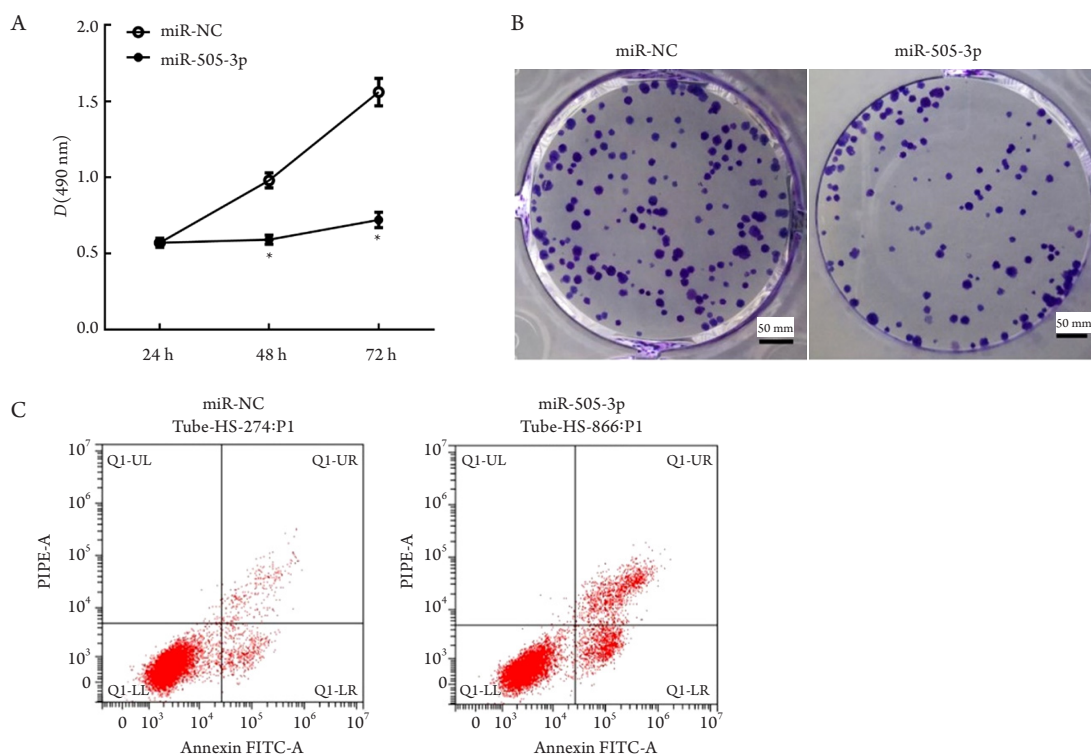 A
2.0
1.5
1.0
0.5
0.0
D(490 nm)
miR-NC
miR-505-3p
*
*
24 h 48 h 72 h
B
miR-NC miR-505-3p
50 mm 50 mm
C
miR-NC
Tube-HS-274:P1
Q1-UL Q1-UR
10⁷
10⁶
10⁵
10⁴
10³
0
PIPE-A
Q1-LL Q1-LR
0 10³ 10⁴ 10⁵ 10⁶ 10⁷
Annexin FITC-A
miR-505-3p
Tube-HS-866:P1
Q1-UL Q1-UR
10⁷
10⁶
10⁵
10⁴
10³
0
PIPE-A
Q1-LL Q1-LR
0 10³ 10⁴ 10⁵ 10⁶ 10⁷
Annexin FITC-A